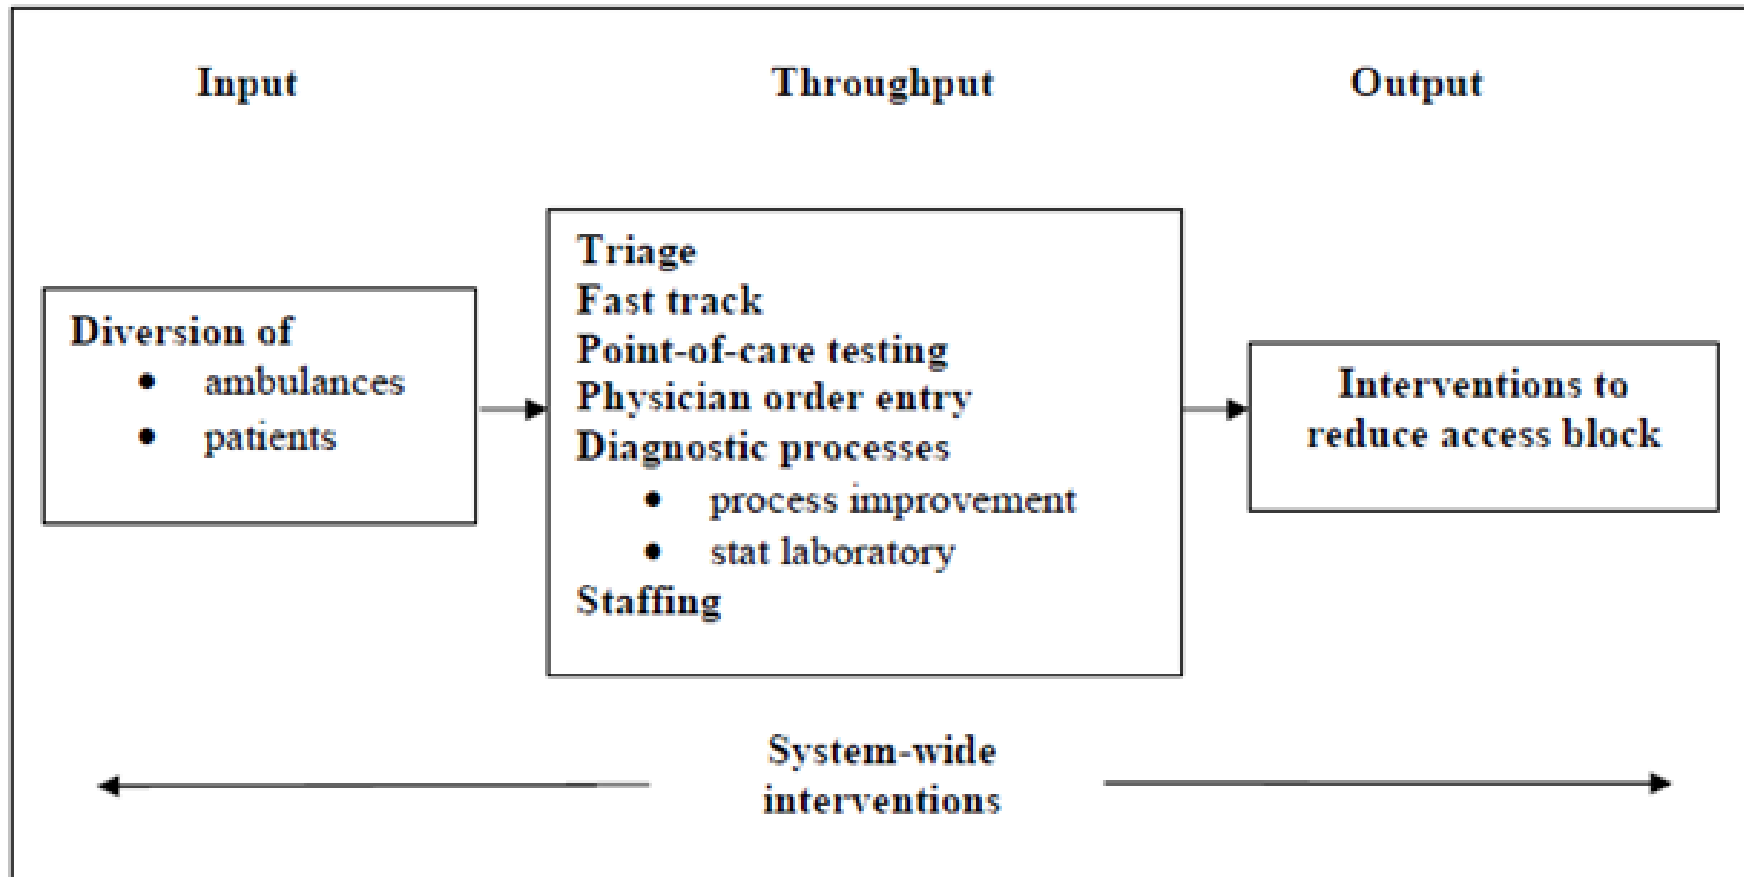 Input
Throughput
Output
Diversion of
• ambulances
• patients
Triage
Fast track
Point-of-care testing
Physician order entry
Diagnostic processes
• process improvement
• stat laboratory
Staffing
Interventions to
reduce access block
System-wide
interventions